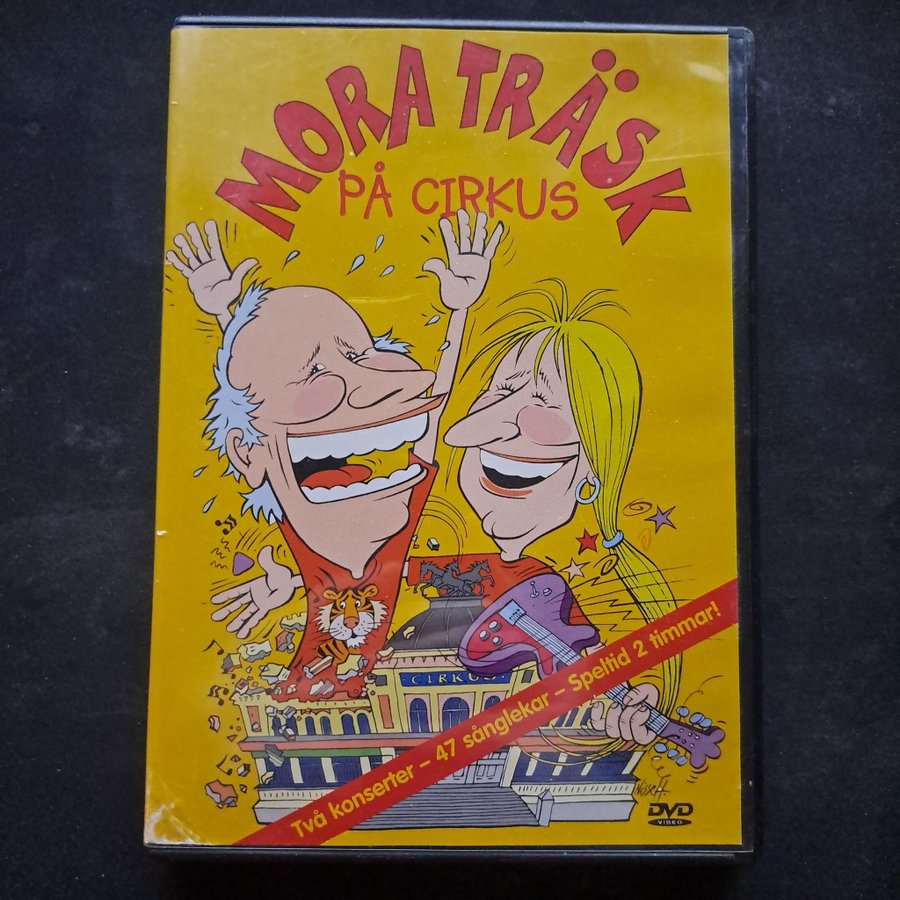 MORA TRÄSK
PÅ CIRKUS
CIRKUS
Två konserter – 47 sånglekar – Speltid 2 timmar!
DVD
VIDEO